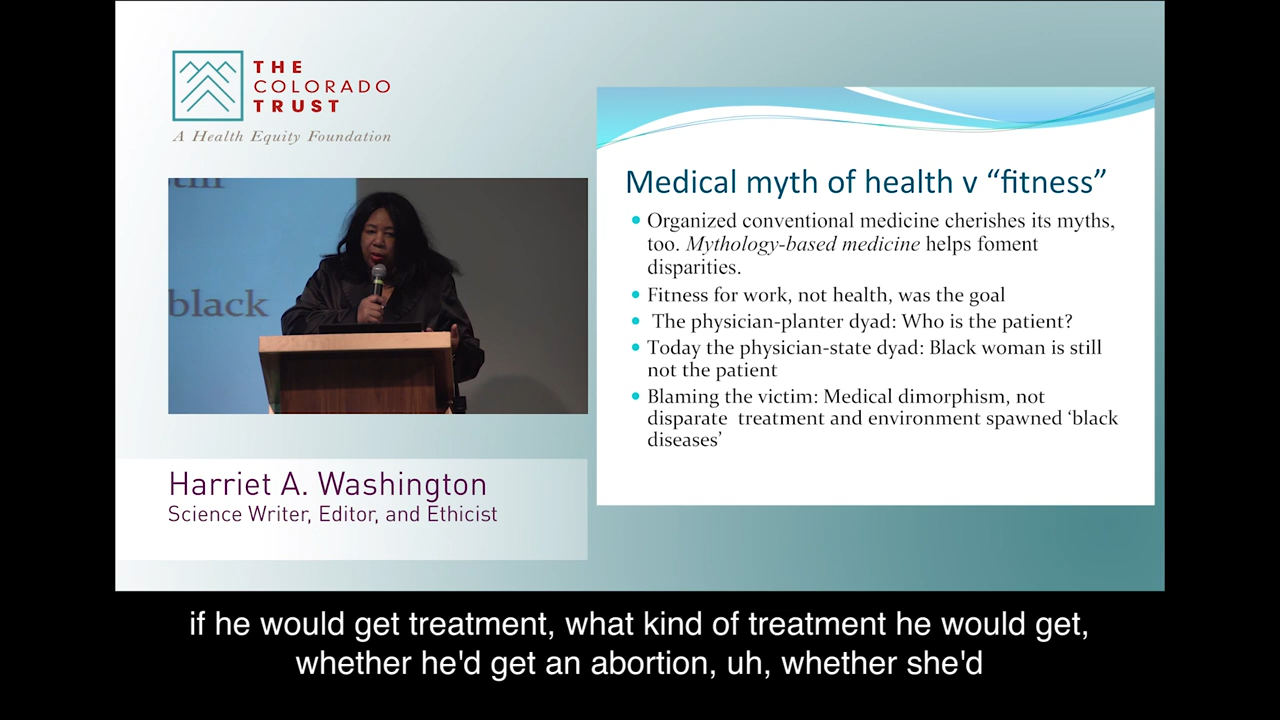 THE
COLORADO
TRUST
A Health Equity Foundation
black
Harriet A. Washington
Science Writer, Editor, and Ethicist
Medical myth of health v “fitness”
• Organized conventional medicine cherishes its myths,
too. Mythology-based medicine helps foment
disparities.
• Fitness for work, not health, was the goal
• The physician-planter dyad: Who is the patient?
• Today the physician-state dyad: Black woman is still
not the patient
• Blaming the victim: Medical dimorphism, not
disparate treatment and environment spawned ‘black
diseases’
if he would get treatment, what kind of treatment he would get,
whether he'd get an abortion, uh, whether she'd